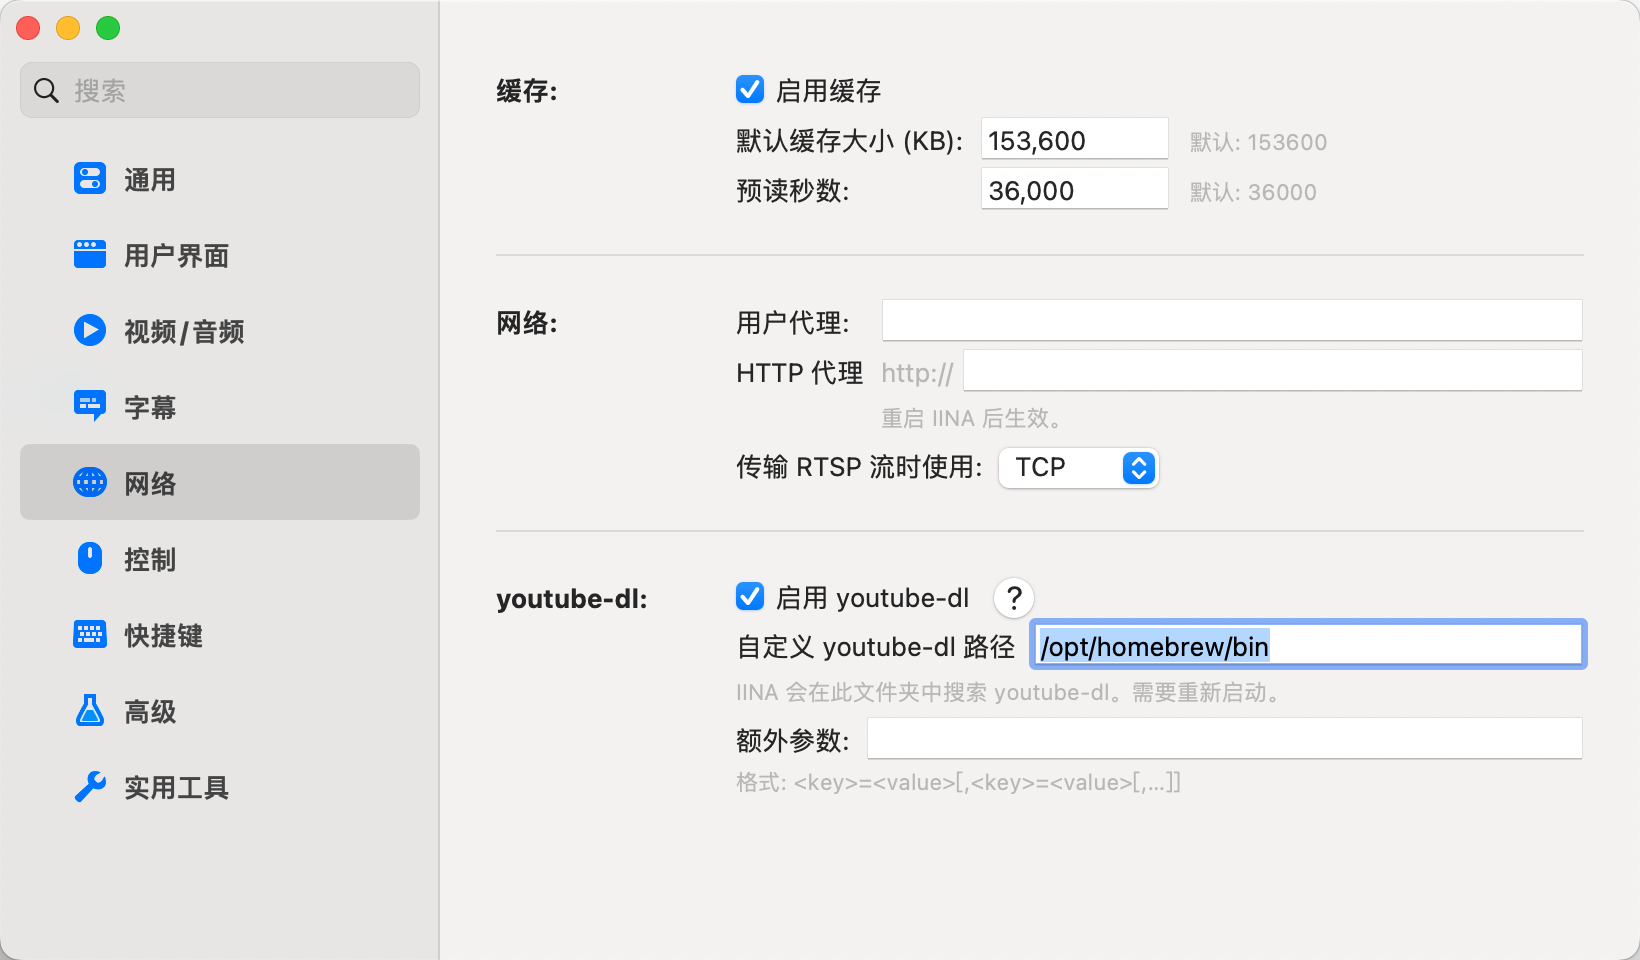 搜索
通用
用户界面
视频/音频
字幕
网络
控制
快捷键
高级
实用工具
缓存: 启用缓存
默认缓存大小 (KB): 153,600 默认: 153600
预读秒数: 36,000 默认: 36000
网络: 用户代理:
HTTP 代理 http://
重启 IINA 后生效。
传输 RTSP 流时使用: TCP
youtube-dl: 启用 youtube-dl ?
自定义 youtube-dl 路径 /opt/homebrew/bin
IINA 会在此文件夹中搜索 youtube-dl。需要重新启动。
额外参数:
格式: <key>=<value>[,<key>=<value>[,...]]